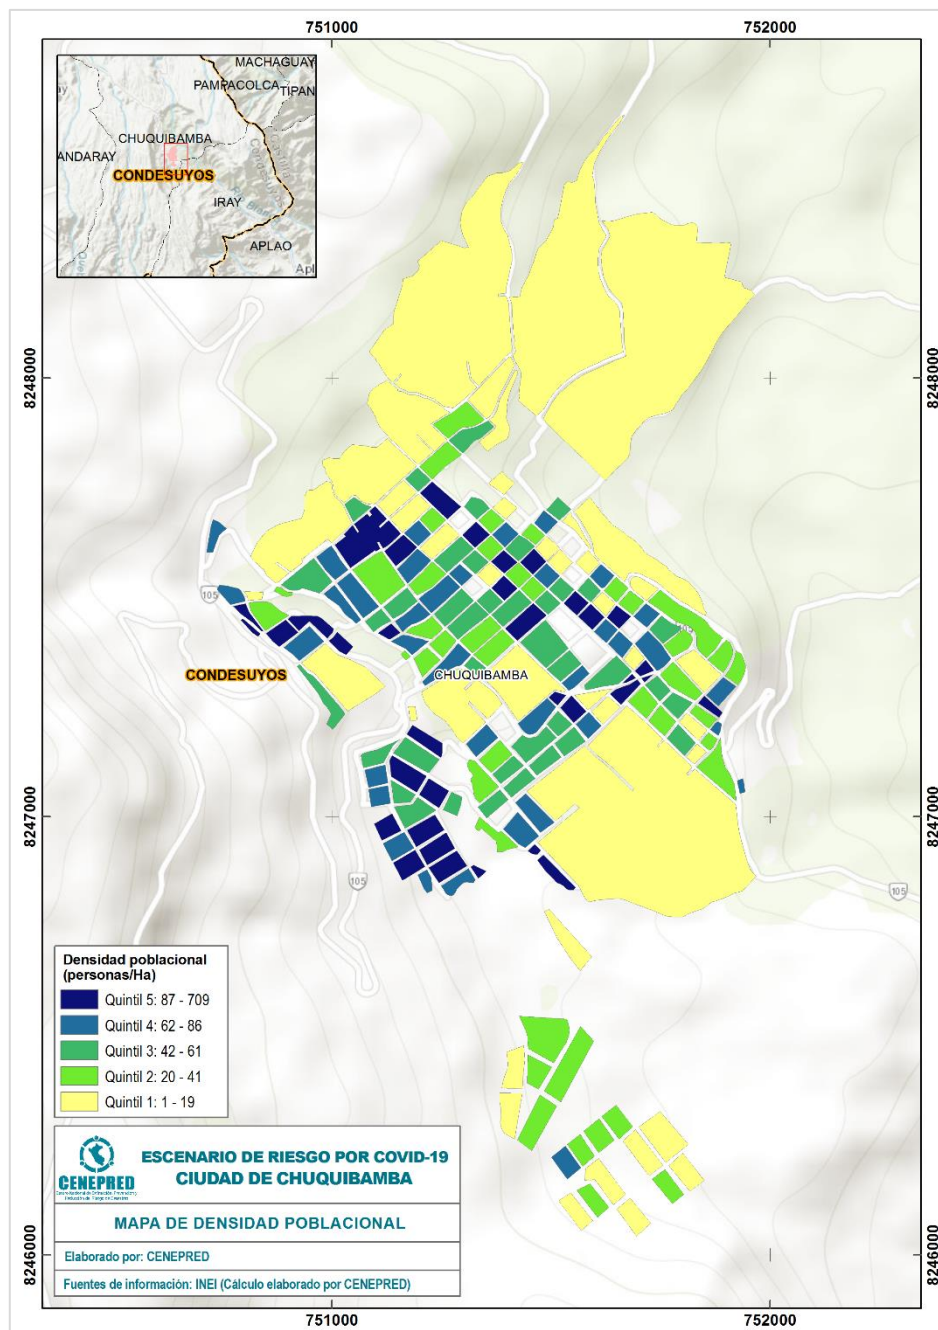 751000
752000
MACHAGUAY
PAMPACOLCA
TIPAN
CHUQUIBAMBA
ANDARAY
CONDESUYOS
IRAY
APLAO
Apl
8248000
8248000
105
105
CONDESUYOS
CHUQUIBAMBA
8247000
8247000
105
105
Densidad poblacional
(personas/Ha)
Quintil 5: 87 - 709
Quintil 4: 62 - 86
Quintil 3: 42 - 61
Quintil 2: 20 - 41
Quintil 1: 1 - 19
CENEPRED
ESCENARIO DE RIESGO POR COVID-19
CIUDAD DE CHUQUIBAMBA
MAPA DE DENSIDAD POBLACIONAL
Elaborado por: CENEPRED
Fuentes de información: INEI (Cálculo elaborado por CENEPRED)
8246000
8246000
751000
752000